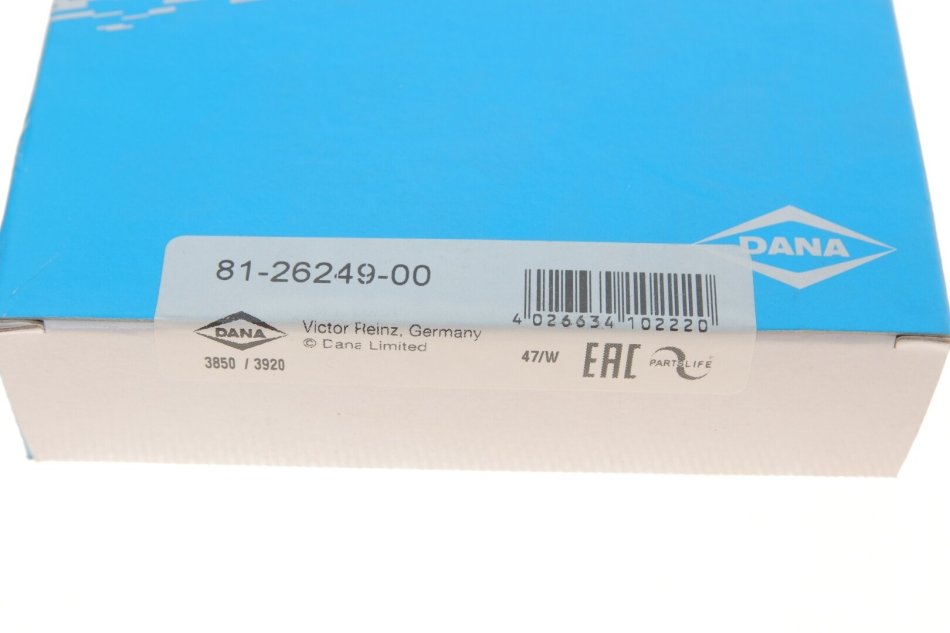 DANA
81-26249-00
4 026634 102220
DANA
Victor Reinz, Germany
© Dana Limited
3850 / 3920
47/W
EAC
PARTSLIFE